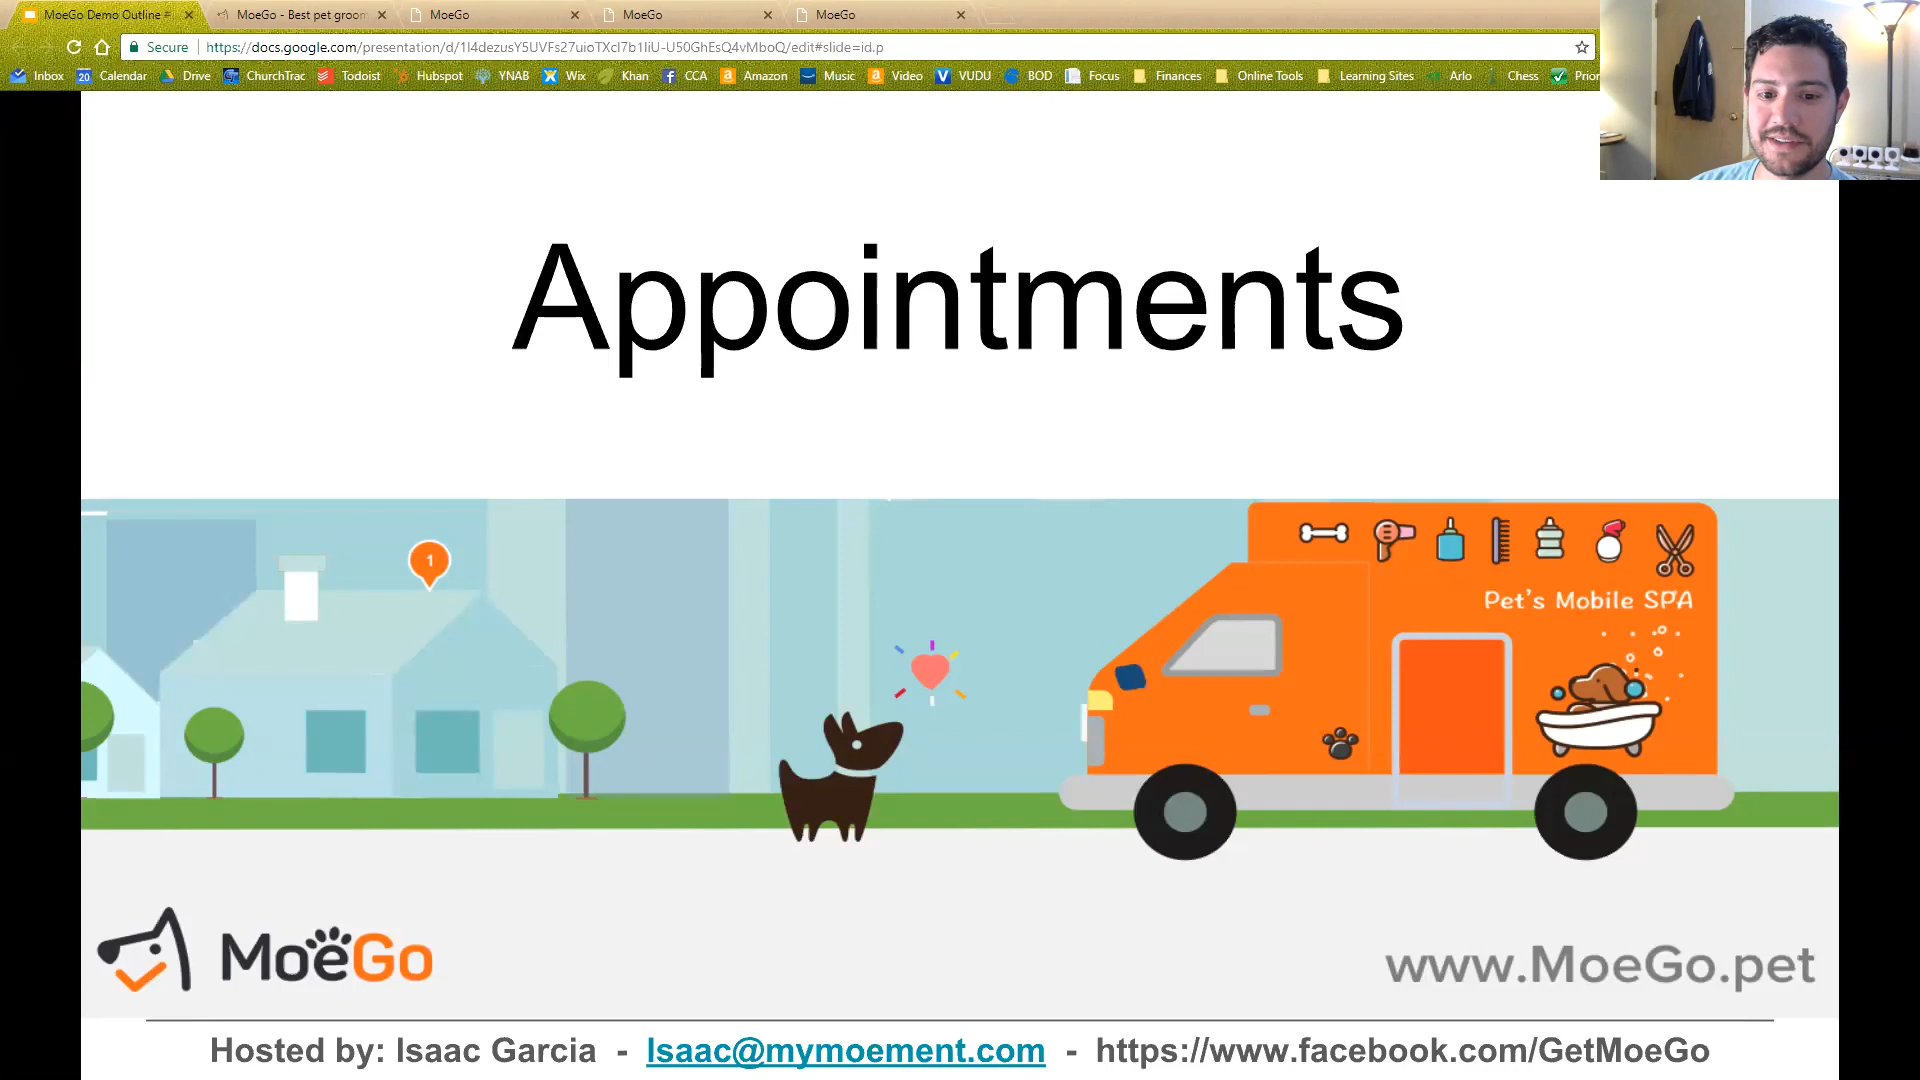 MoeGo Demo Outline #
MoeGo - Best pet groom
MoeGo
MoeGo
MoeGo
Secure
https://docs.google.com/presentation/d/1l4dezusY5UVFs27uioTXcl7b1IiU-U50GhEsQ4vMboQ/edit#slide=id.p
Inbox
20 Calendar
Drive
ChurchTrac
Todoist
Hubspot
YNAB
Wix
Khan
CCA
Amazon
Music
Video
VUDU
BOD
Focus
Finances
Online Tools
Learning Sites
Arlo
Chess
Prior
Appointments
1
Pet's Mobile SPA
MoeGo
www.MoeGo.pet
Hosted by: Isaac Garcia - Isaac@mymoement.com - https://www.facebook.com/GetMoeGo